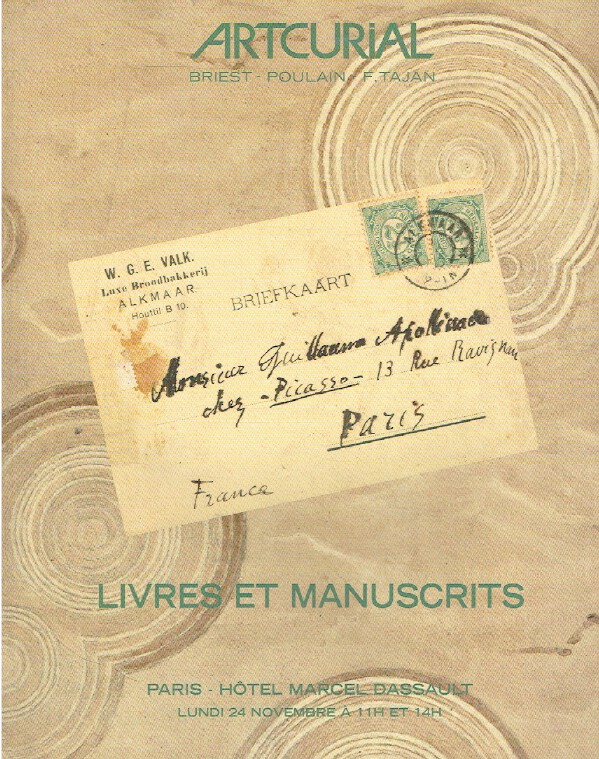 ARTCURIAL
BRIEST - POULAIN - F. TAJAN
W. G. E. VALK.
Luxe Broodbakkerij
ALKMAAR
Houttil B 10.
BRIEFKAART
ALKMAAR
Monsieur Guillaume Apollinaire
chez - Picasso - 13 Rue Ravignan
Paris
France
LIVRES ET MANUSCRITS
PARIS - HÔTEL MARCEL DASSAULT
LUNDI 24 NOVEMBRE À 11H ET 14H